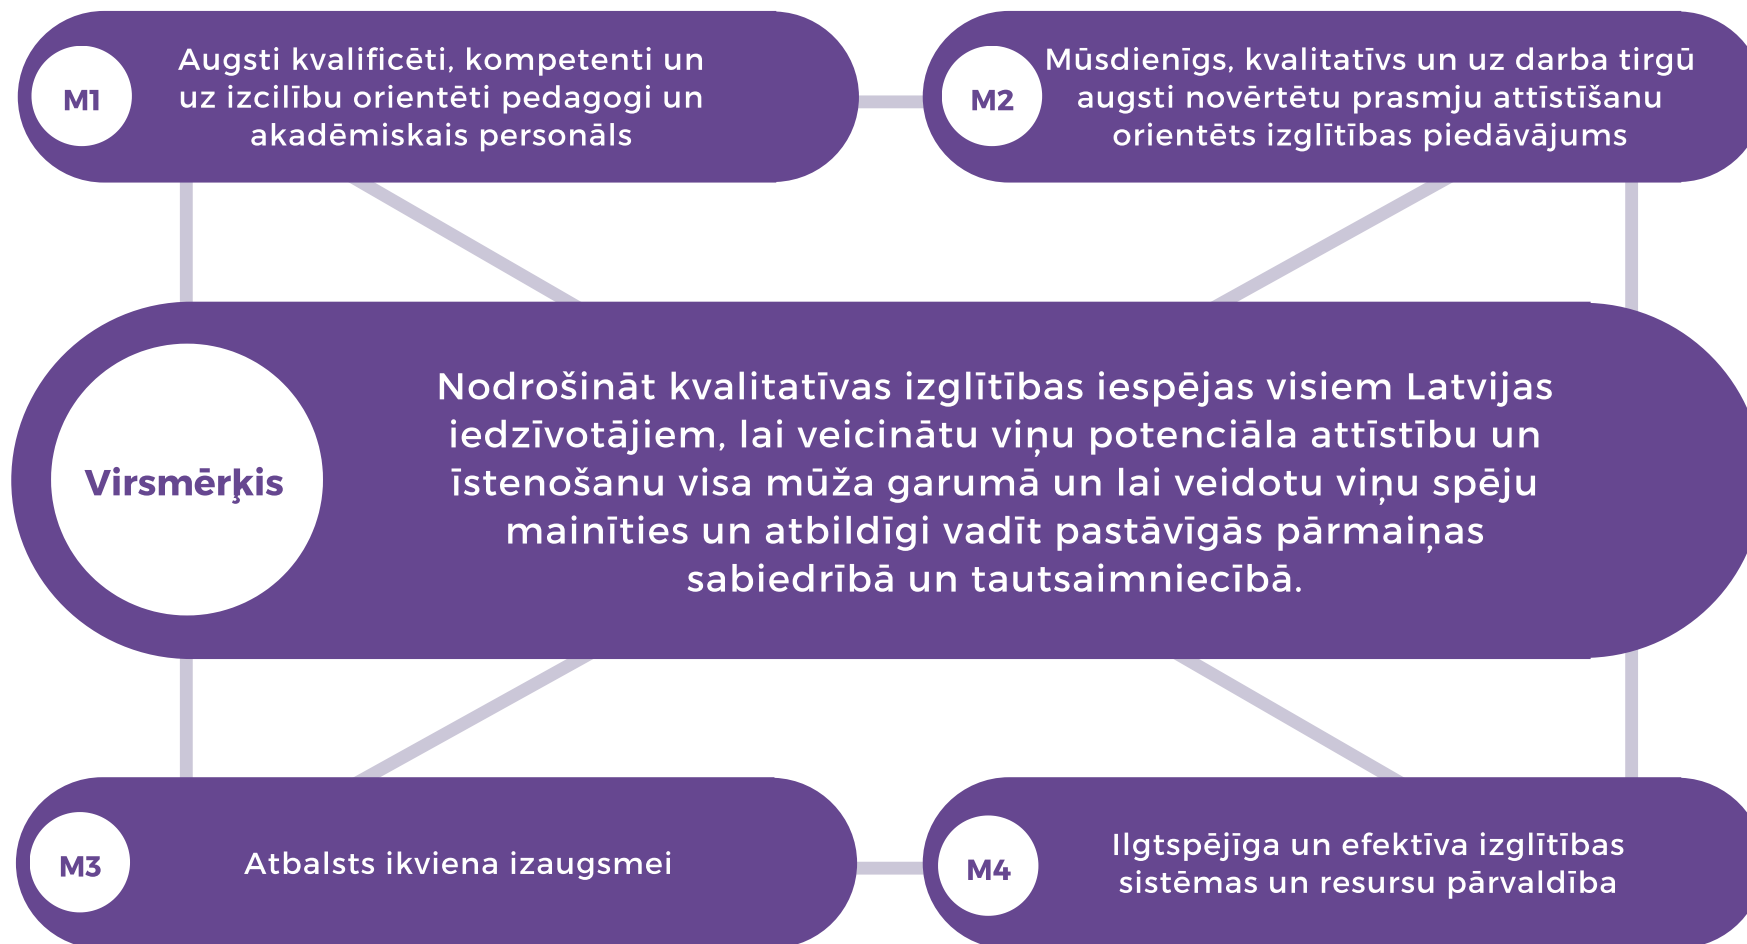 M1
Augsti kvalificēti, kompetenti un
uz izcilību orientēti pedagogi un
akadēmiskais personāls
M2
Mūsdienīgs, kvalitatīvs un uz darba tirgū
augsti novērtētu prasmju attīstīšanu
orientēts izglītības piedāvājums
Virsmērķis
Nodrošināt kvalitatīvas izglītības iespējas visiem Latvijas
iedzīvotājiem, lai veicinātu viņu potenciāla attīstību un
īstenošanu visa mūža garumā un lai veidotu viņu spēju
mainīties un atbildīgi vadīt pastāvīgās pārmaiņas
sabiedrībā un tautsaimniecībā.
M3
Atbalsts ikviena izaugsmei
M4
Ilgtspējīga un efektīva izglītības
sistēmas un resursu pārvaldība